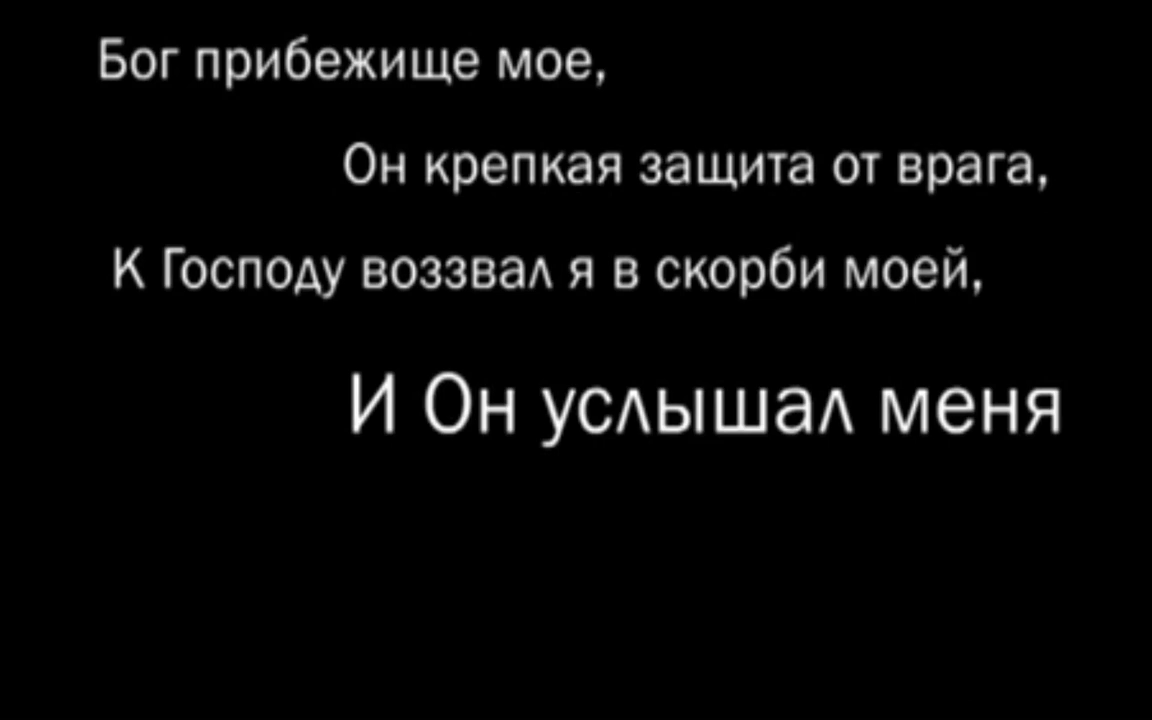 Бог прибежище мое,
Он крепкая защита от врага,
К Господу воззвал я в скорби моей,
И Он услышал меня